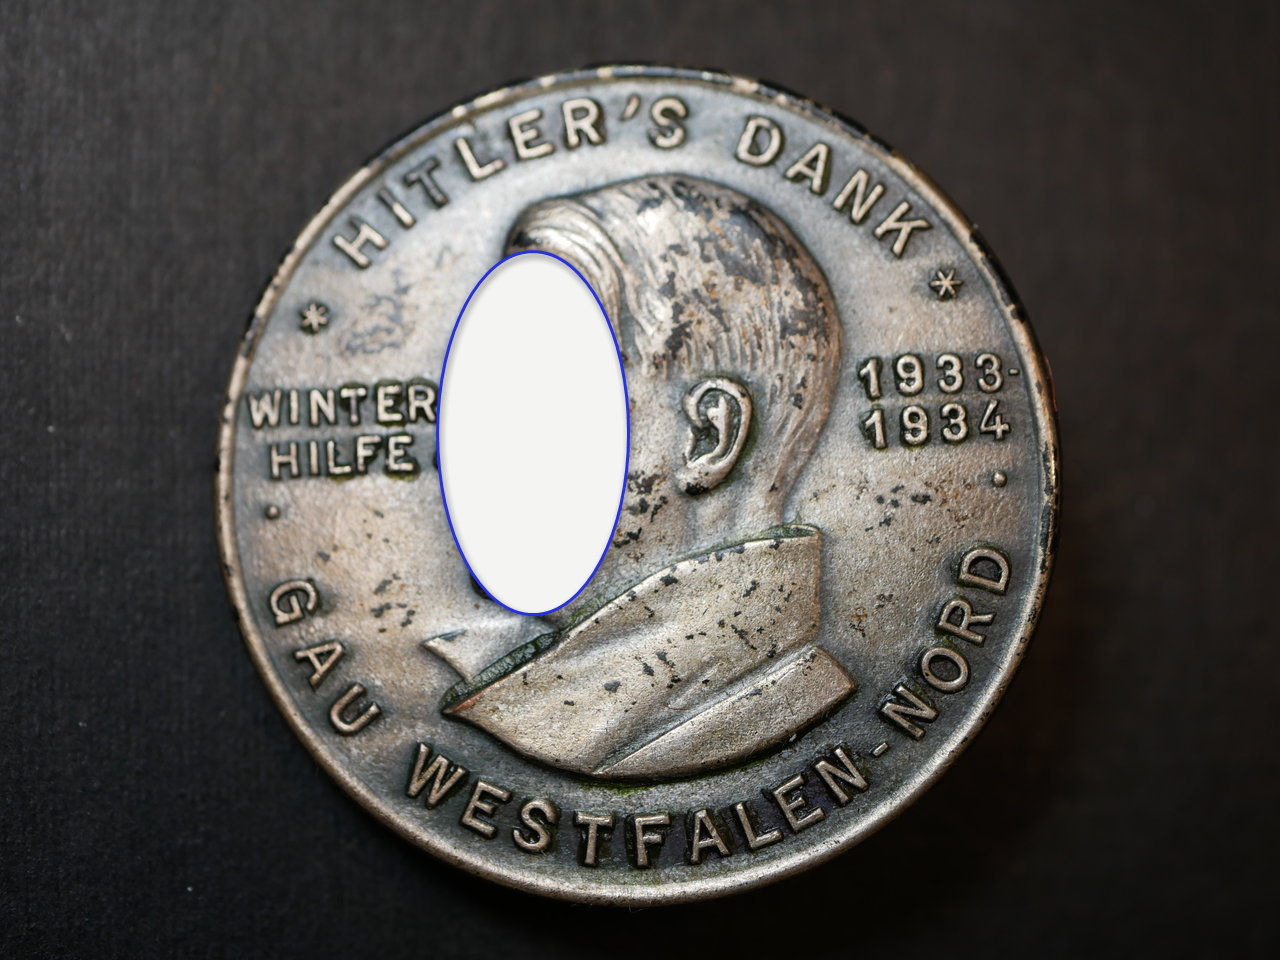 HITLER'S DANK
WINTER
HILFE
1933-
1934
GAU WESTFALEN-NORD